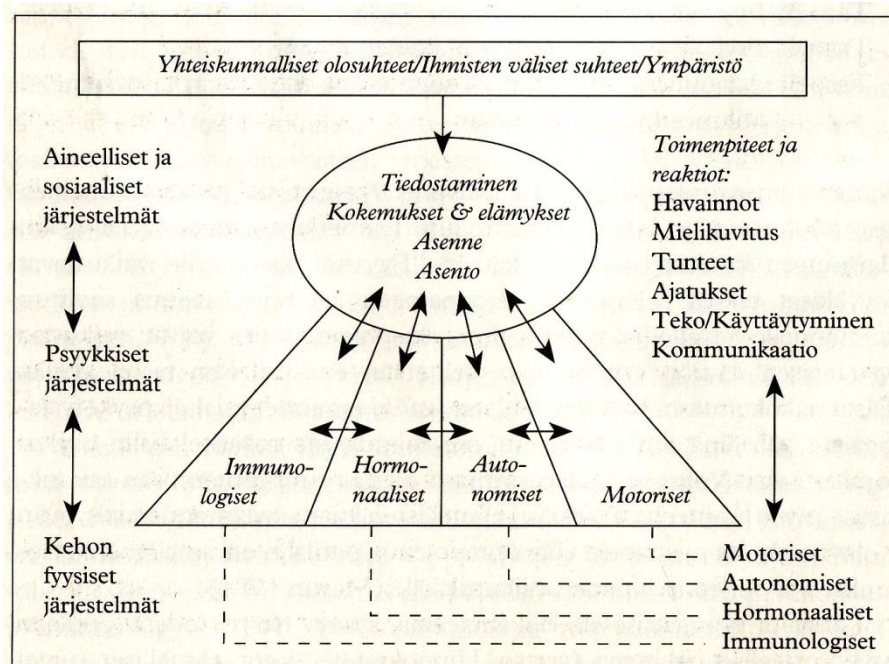 Yhteiskunnalliset olosuhteet/Ihmisten väliset suhteet/Ympäristö
Aineelliset ja
sosiaaliset
järjestelmät
Psyykkiset
järjestelmät
Kehon
fyysiset
järjestelmät
Tiedostaminen
Kokemukset & elämykset
Asenne
Asento
Immuno-
logiset
Hormo-
naaliset
Auto-
nomiset
Motoriset
Toimenpiteet ja
reaktiot:
Havainnot
Mielikuvitus
Tunteet
Ajatukset
Teko/Käyttäytyminen
Kommunikaatio
Motoriset
Autonomiset
Hormonaaliset
Immunologiset